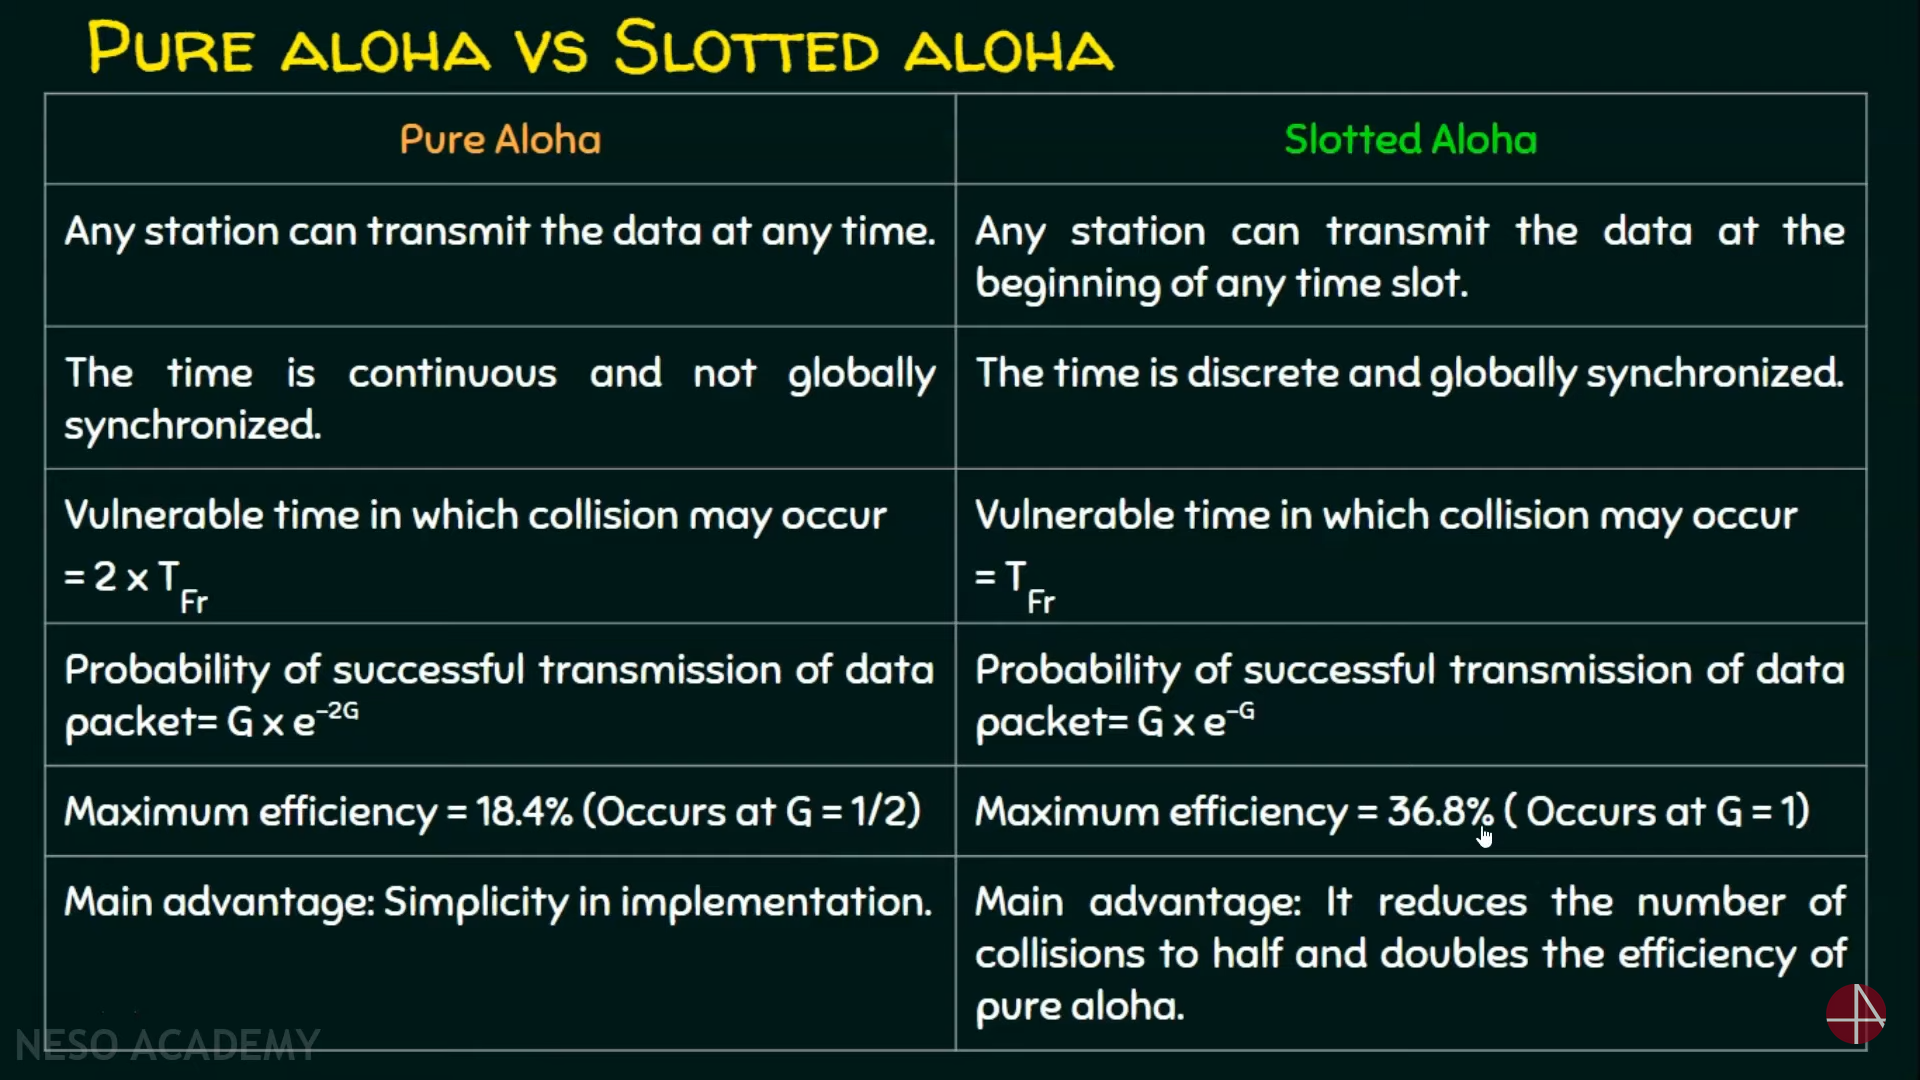 PURE ALOHA VS SLOTTED ALOHA
Pure Aloha
Slotted Aloha
Any station can transmit the data at any time.
Any station can transmit the data at the
beginning of any time slot.
The time is continuous and not globally
synchronized.
The time is discrete and globally synchronized.
Vulnerable time in which collision may occur
= 2 x T_Fr
Vulnerable time in which collision may occur
= T_Fr
Probability of successful transmission of data
packet= G x e^-2G
Probability of successful transmission of data
packet= G x e^-G
Maximum efficiency = 18.4% (Occurs at G = 1/2)
Maximum efficiency = 36.8% ( Occurs at G = 1)
Main advantage: Simplicity in implementation.
Main advantage: It reduces the number of
collisions to half and doubles the efficiency of
pure aloha.
NESO ACADEMY